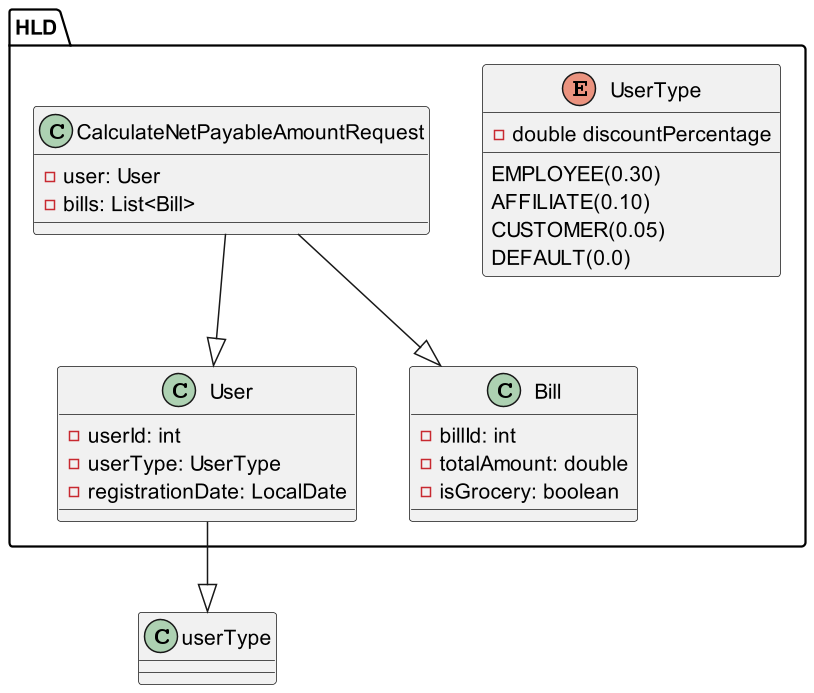 HLD
C CalculateNetPayableAmountRequest
user: User
bills: List<Bill>
E UserType
double discountPercentage
EMPLOYEE(0.30)
AFFILIATE(0.10)
CUSTOMER(0.05)
DEFAULT(0.0)
C User
userId: int
userType: UserType
registrationDate: LocalDate
C Bill
billId: int
totalAmount: double
isGrocery: boolean
C userType